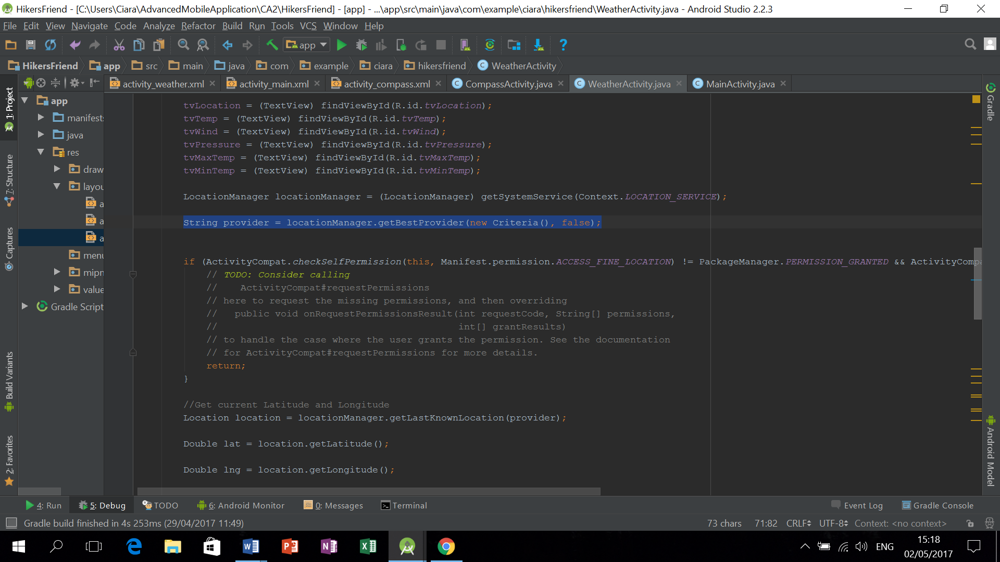 HikersFriend - [C:\Users\Ciara\AdvancedMobileApplication\CA2\HikersFriend] - [app] - ...\app\src\main\java\com\example\ciara\hikersfriend\WeatherActivity.java - Android Studio 2.2.3
File Edit View Navigate Code Analyze Refactor Build Run Tools VCS Window Help
app
HikersFriend app src main java com example ciara hikersfriend WeatherActivity
activity_weather.xml activity_main.xml activity_compass.xml CompassActivity.java WeatherActivity.java MainActivity.java
1: Project
7: Structure
Captures
Build Variants
2: Favorites
app
manifests
java
res
draw
layou
a
a
a
menu
mipm
value
Gradle Script
tvLocation = (TextView) findViewById(R.id.tvLocation);
tvTemp = (TextView) findViewById(R.id.tvTemp);
tvWind = (TextView) findViewById(R.id.tvWind);
tvPressure = (TextView) findViewById(R.id.tvPressure);
tvMaxTemp = (TextView) findViewById(R.id.tvMaxTemp);
tvMinTemp = (TextView) findViewById(R.id.tvMinTemp);
LocationManager locationManager = (LocationManager) getSystemService(Context.LOCATION_SERVICE);
String provider = locationManager.getBestProvider(new Criteria(), false);
if (ActivityCompat.checkSelfPermission(this, Manifest.permission.ACCESS_FINE_LOCATION) != PackageManager.PERMISSION_GRANTED && ActivityCompa
// TODO: Consider calling
//    ActivityCompat#requestPermissions
// here to request the missing permissions, and then overriding
//   public void onRequestPermissionsResult(int requestCode, String[] permissions,
//                                          int[] grantResults)
// to handle the case where the user grants the permission. See the documentation
// for ActivityCompat#requestPermissions for more details.
return;
}
//Get current Latitude and Longitude
Location location = locationManager.getLastKnownLocation(provider);
Double lat = location.getLatitude();
Double lng = location.getLongitude();
Gradle
Android Model
4: Run 5: Debug TODO 6: Android Monitor 0: Messages Terminal Event Log Gradle Console
Gradle build finished in 4s 253ms (29/04/2017 11:49) 73 chars 71:82 CRLF UTF-8 Context: <no context>
ENG
15:18
02/05/2017